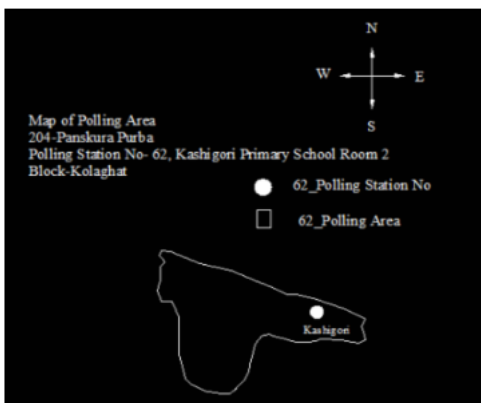 N
W E
S
Map of Polling Area
204-Panskura Purba
Polling Station No- 62, Kashigori Primary School Room 2
Block-Kolaghat
62_Polling Station No
62_Polling Area
Kashigori